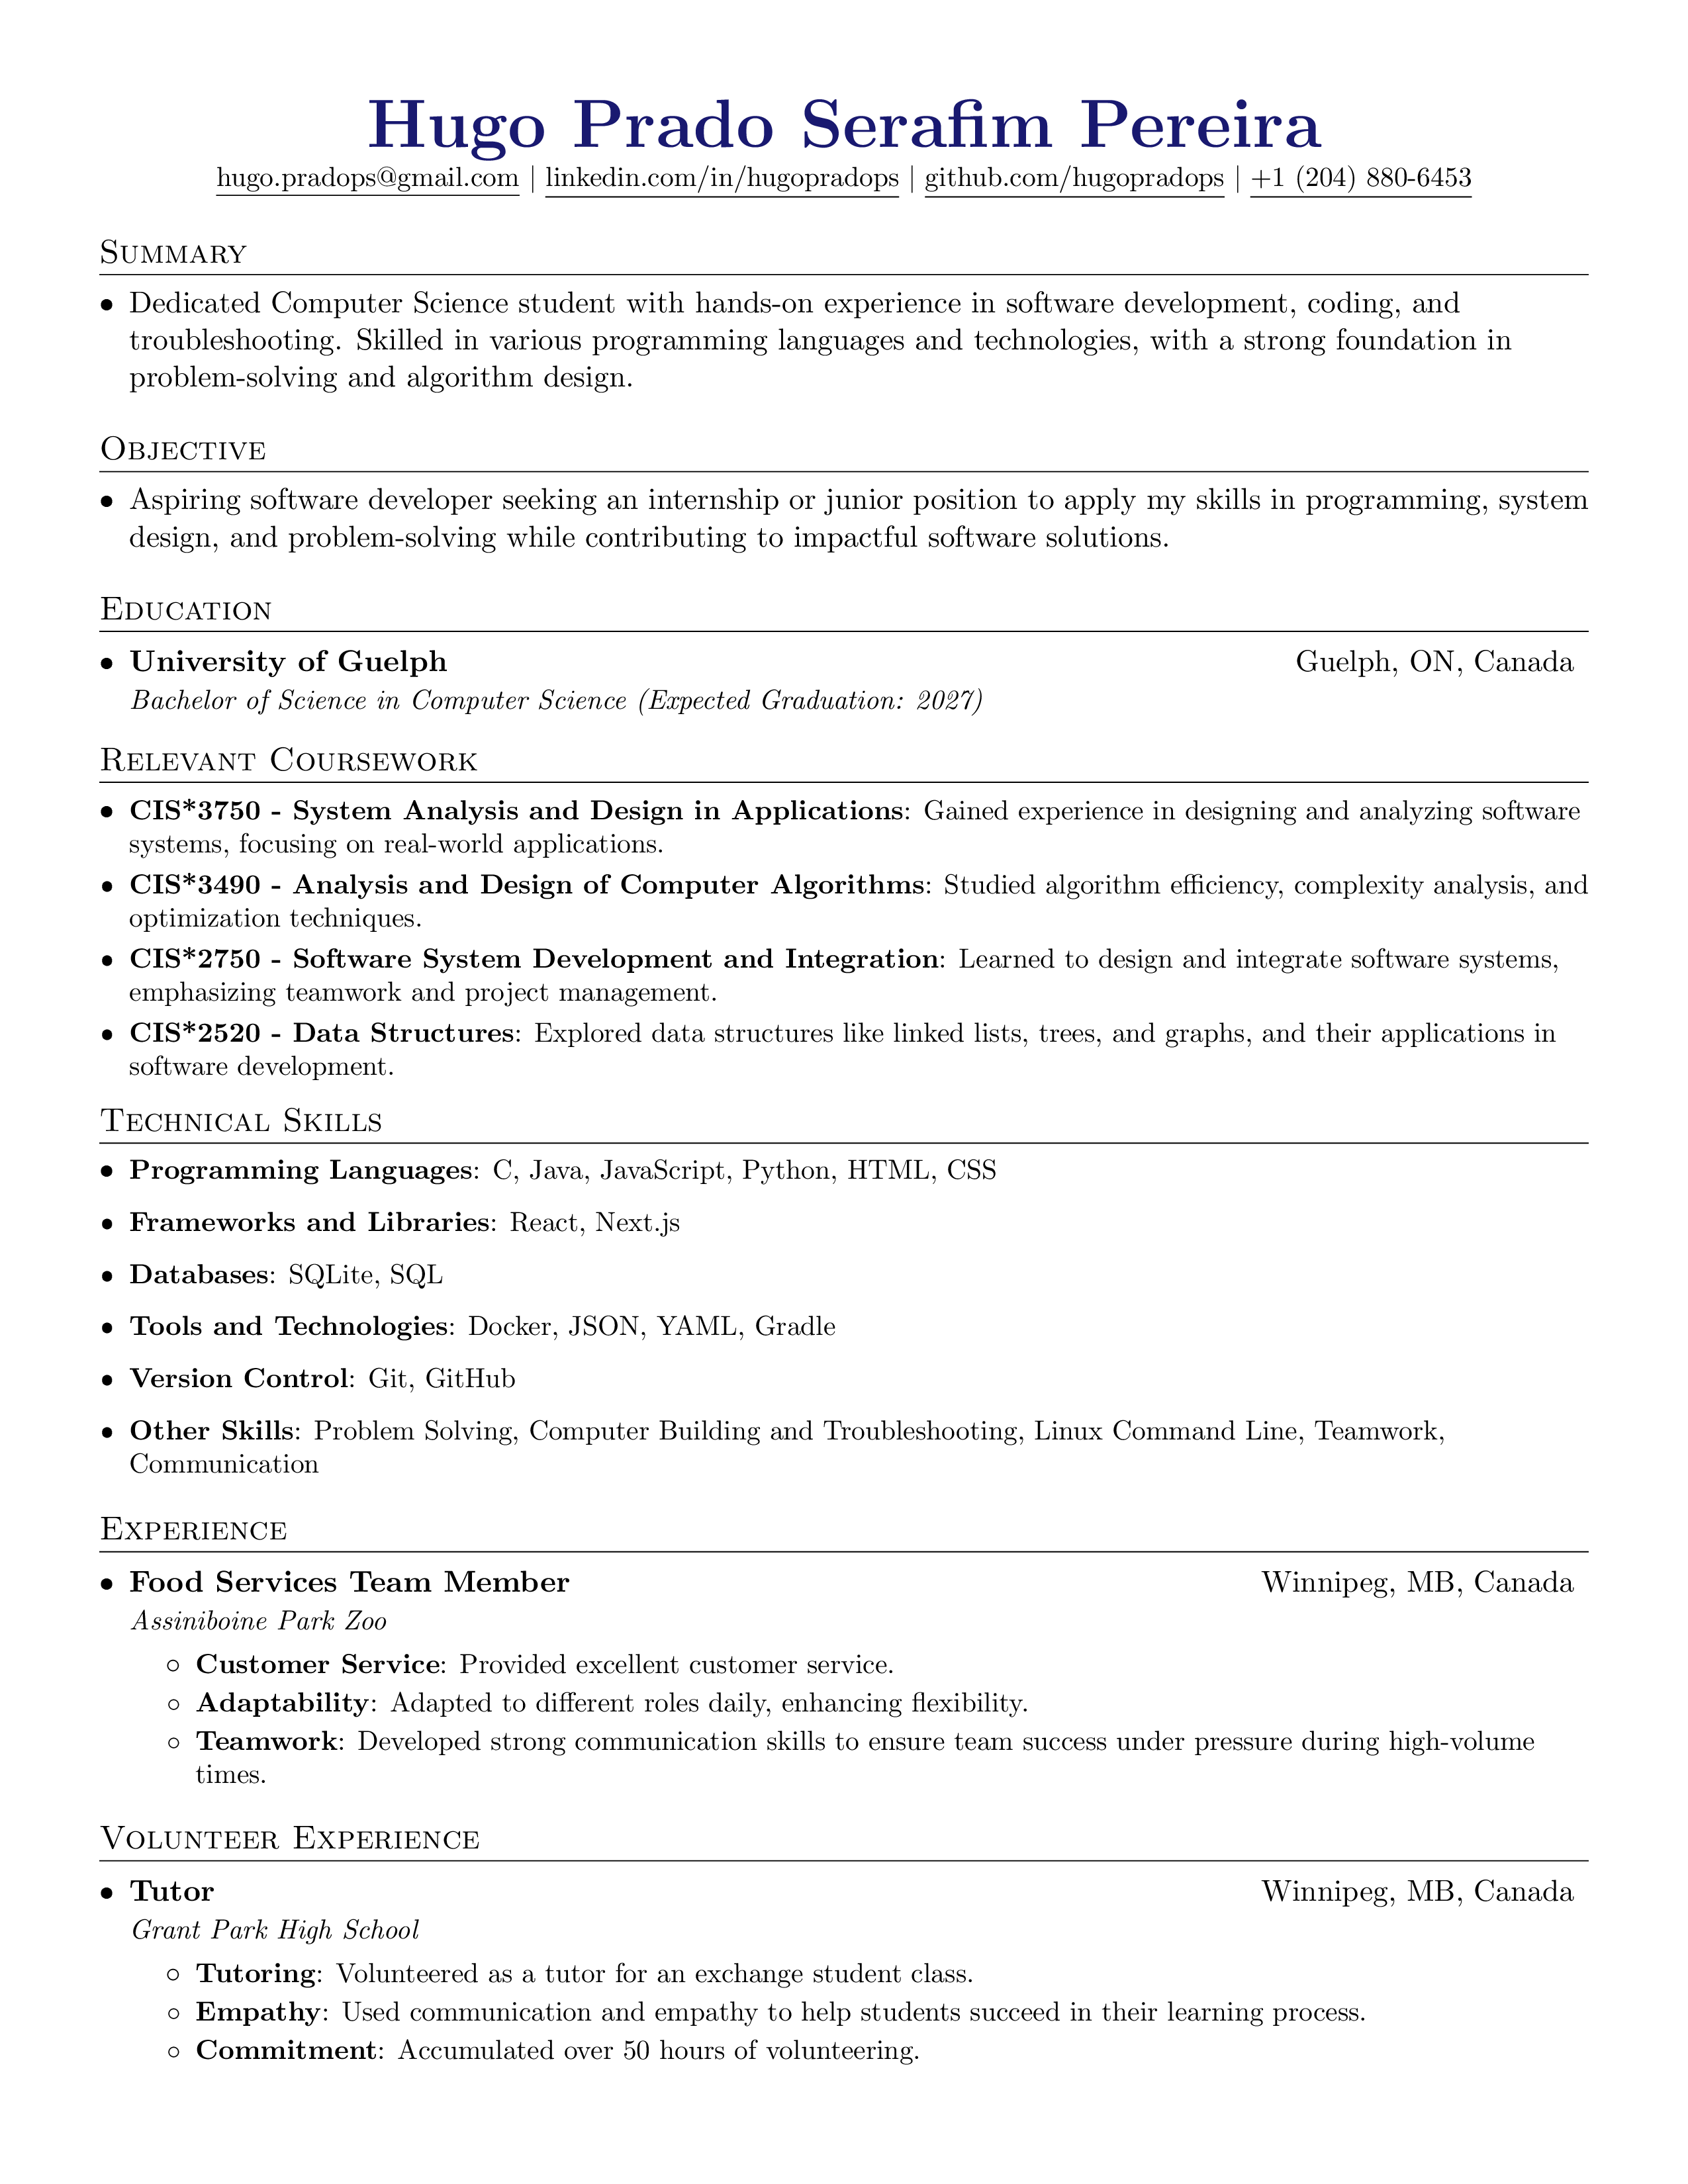 Hugo Prado Serafim Pereira
hugo.pradops@gmail.com | linkedin.com/in/hugopradops | github.com/hugopradops | +1 (204) 880-6453
Summary
• Dedicated Computer Science student with hands-on experience in software development, coding, and
troubleshooting. Skilled in various programming languages and technologies, with a strong foundation in
problem-solving and algorithm design.
Objective
• Aspiring software developer seeking an internship or junior position to apply my skills in programming, system
design, and problem-solving while contributing to impactful software solutions.
Education
• University of Guelph Guelph, ON, Canada
Bachelor of Science in Computer Science (Expected Graduation: 2027)
Relevant Coursework
• CIS*3750 - System Analysis and Design in Applications: Gained experience in designing and analyzing software
systems, focusing on real-world applications.
• CIS*3490 - Analysis and Design of Computer Algorithms: Studied algorithm efficiency, complexity analysis, and
optimization techniques.
• CIS*2750 - Software System Development and Integration: Learned to design and integrate software systems,
emphasizing teamwork and project management.
• CIS*2520 - Data Structures: Explored data structures like linked lists, trees, and graphs, and their applications in
software development.
Technical Skills
• Programming Languages: C, Java, JavaScript, Python, HTML, CSS
• Frameworks and Libraries: React, Next.js
• Databases: SQLite, SQL
• Tools and Technologies: Docker, JSON, YAML, Gradle
• Version Control: Git, GitHub
• Other Skills: Problem Solving, Computer Building and Troubleshooting, Linux Command Line, Teamwork,
Communication
Experience
• Food Services Team Member Winnipeg, MB, Canada
Assiniboine Park Zoo
◦ Customer Service: Provided excellent customer service.
◦ Adaptability: Adapted to different roles daily, enhancing flexibility.
◦ Teamwork: Developed strong communication skills to ensure team success under pressure during high-volume
times.
Volunteer Experience
• Tutor Winnipeg, MB, Canada
Grant Park High School
◦ Tutoring: Volunteered as a tutor for an exchange student class.
◦ Empathy: Used communication and empathy to help students succeed in their learning process.
◦ Commitment: Accumulated over 50 hours of volunteering.